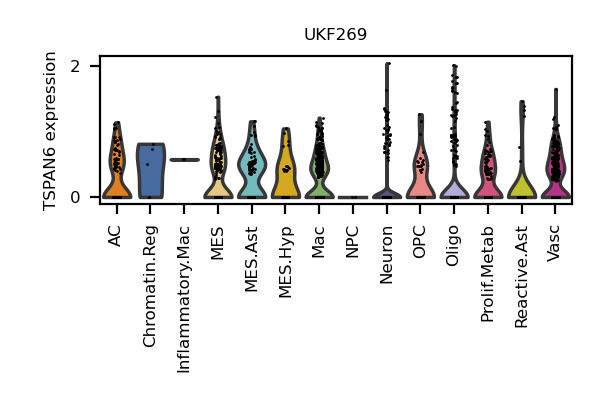 UKF269
TSPAN6 expression
2
0
AC
Chromatin.Reg
Inflammatory.Mac
MES
MES.Ast
MES.Hyp
Mac
NPC
Neuron
OPC
Oligo
Prolif.Metab
Reactive.Ast
Vasc